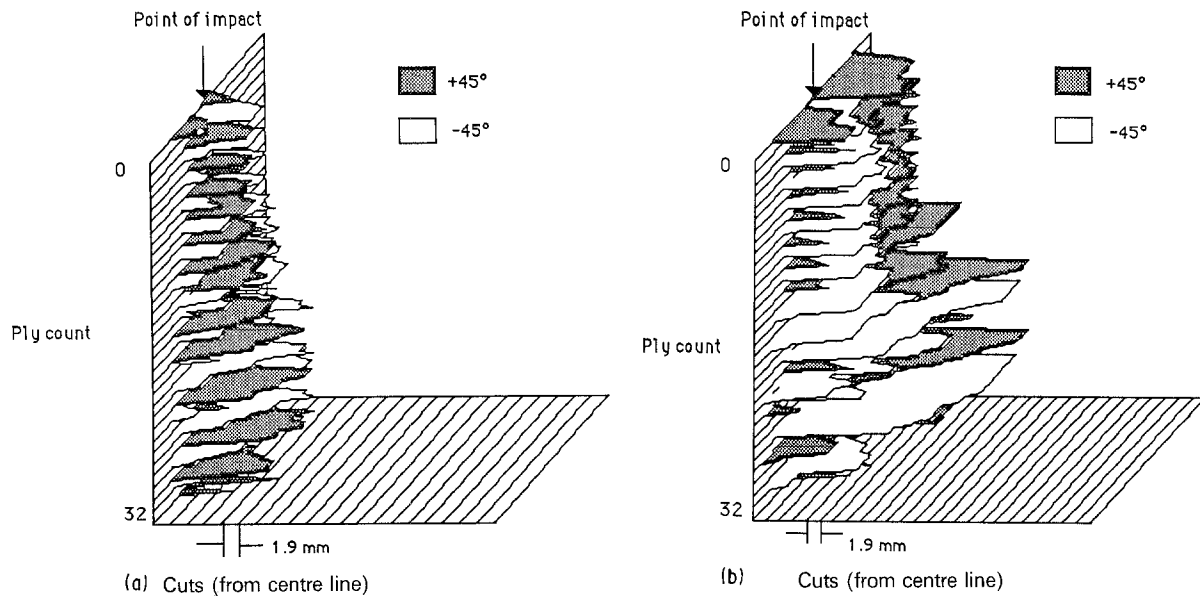 Point of impact
+45°
-45°
0
Ply count
32
1.9 mm
(a) Cuts (from centre line)
Point of impact
+45°
-45°
0
Ply count
32
1.9 mm
(b) Cuts (from centre line)